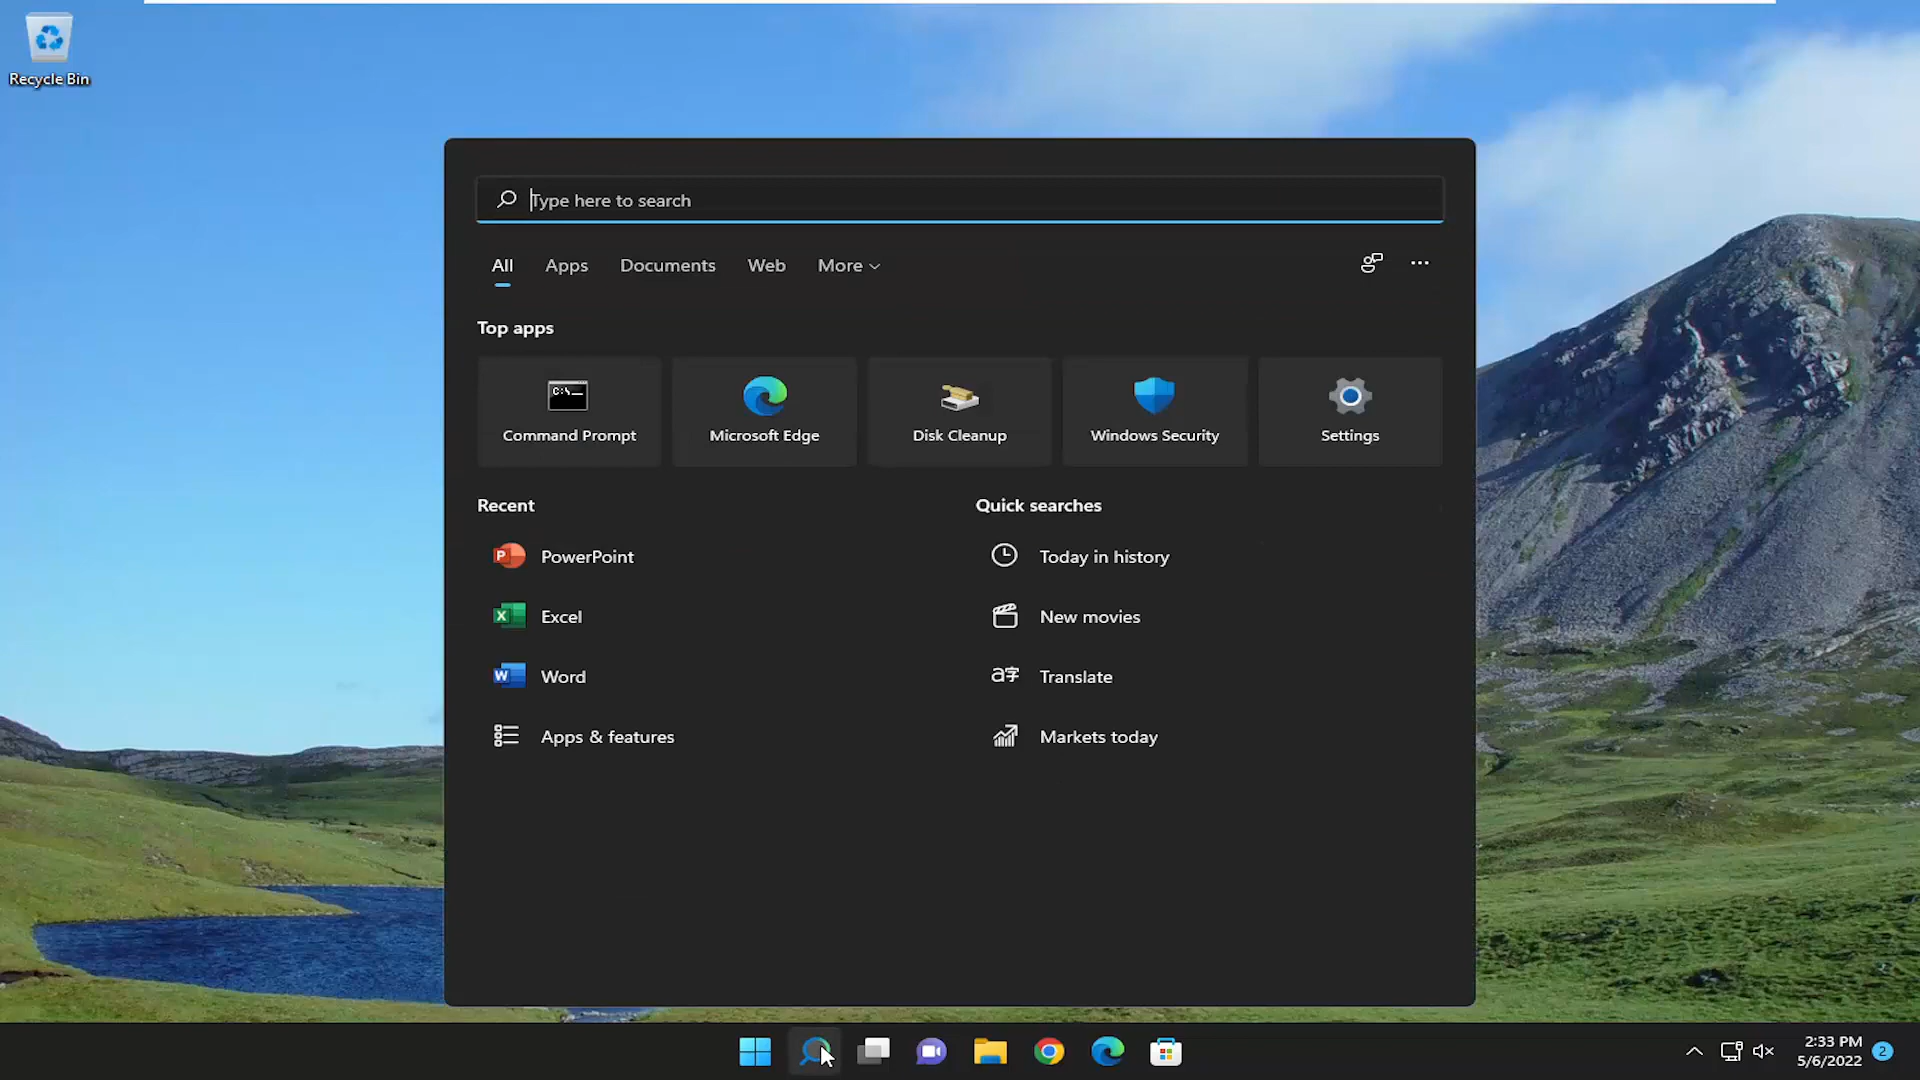 Recycle Bin
Type here to search
All Apps Documents Web More
Top apps
C:\
Command Prompt Microsoft Edge Disk Cleanup Windows Security Settings
Recent Quick searches
P PowerPoint Today in history
X Excel New movies
W Word a字 Translate
Apps & features Markets today
2:33 PM
5/6/2022 2